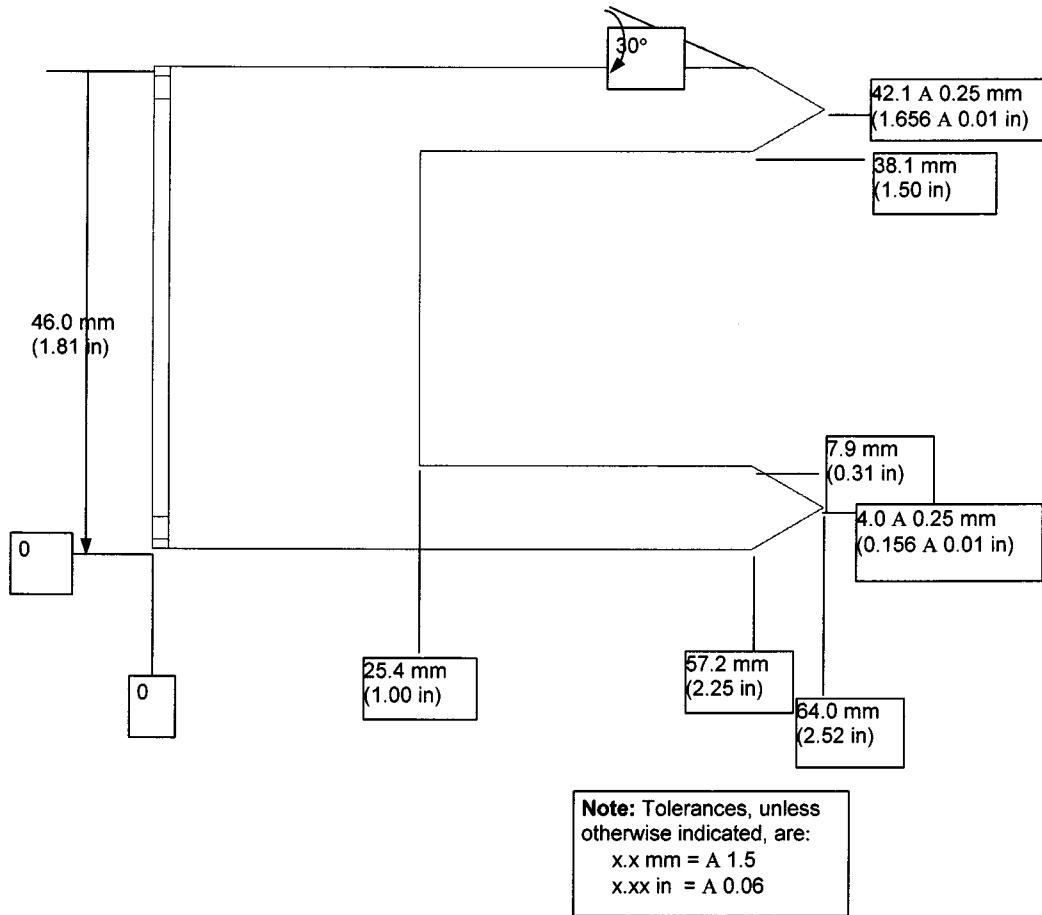 30°
42.1 A 0.25 mm
(1.656 A 0.01 in)
38.1 mm
(1.50 in)
46.0 mm
(1.81 in)
7.9 mm
(0.31 in)
4.0 A 0.25 mm
(0.156 A 0.01 in)
0
0
25.4 mm
(1.00 in)
57.2 mm
(2.25 in)
64.0 mm
(2.52 in)
Note: Tolerances, unless
otherwise indicated, are:
x.x mm = A 1.5
x.xx in = A 0.06